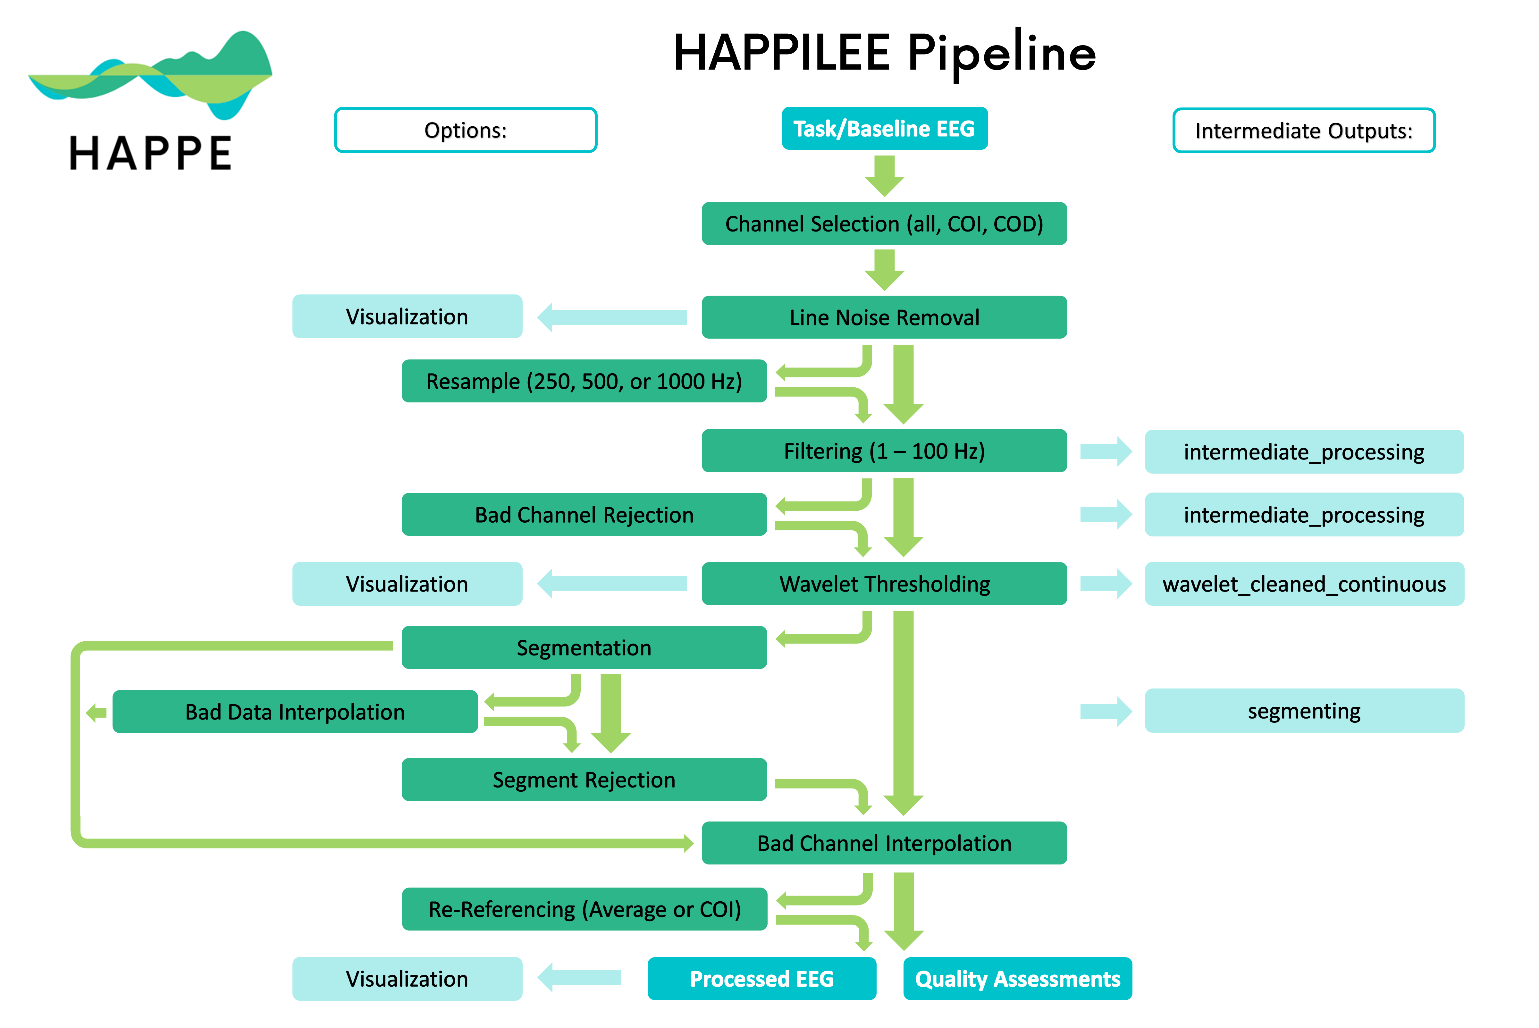 HAPPILEE Pipeline
HAPPE
Options:
Task/Baseline EEG
Intermediate Outputs:
Channel Selection (all, COI, COD)
Visualization
Line Noise Removal
Resample (250, 500, or 1000 Hz)
Filtering (1 – 100 Hz)
intermediate_processing
Bad Channel Rejection
intermediate_processing
Visualization
Wavelet Thresholding
wavelet_cleaned_continuous
Segmentation
Bad Data Interpolation
segmenting
Segment Rejection
Bad Channel Interpolation
Re-Referencing (Average or COI)
Visualization
Processed EEG
Quality Assessments